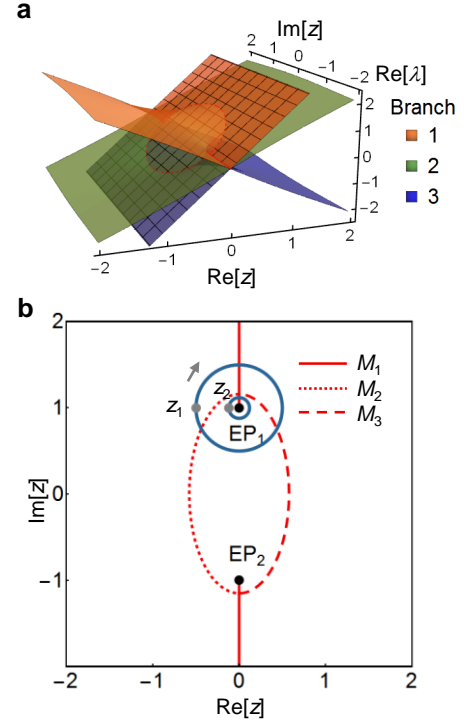 a
Im[z]
2 1 0 -1 -2
Re[λ]
2
1
0
-1
-2
Branch
1
2
3
-2 -1 0 1 2
Re[z]
b
2
1
-1
-2 -1 0 1 2
Im[z]
Re[z]
z1
z2
EP1
EP2
M1
M2
M3